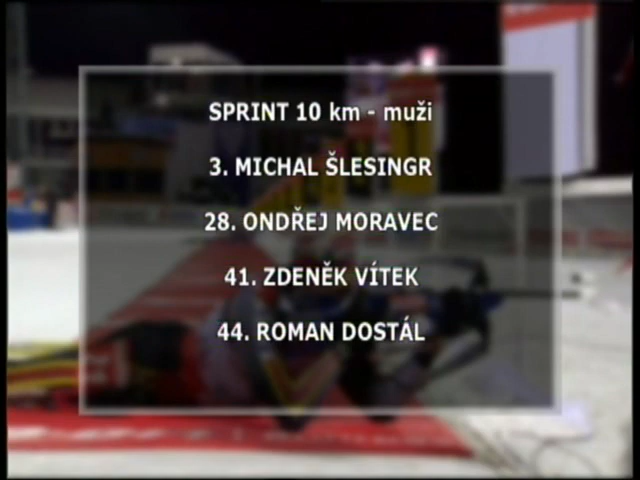 SPRINT 10 km - muži
3. MICHAL ŠLESINGR
28. ONDŘEJ MORAVEC
41. ZDENĚK VÍTEK
44. ROMAN DOSTÁL